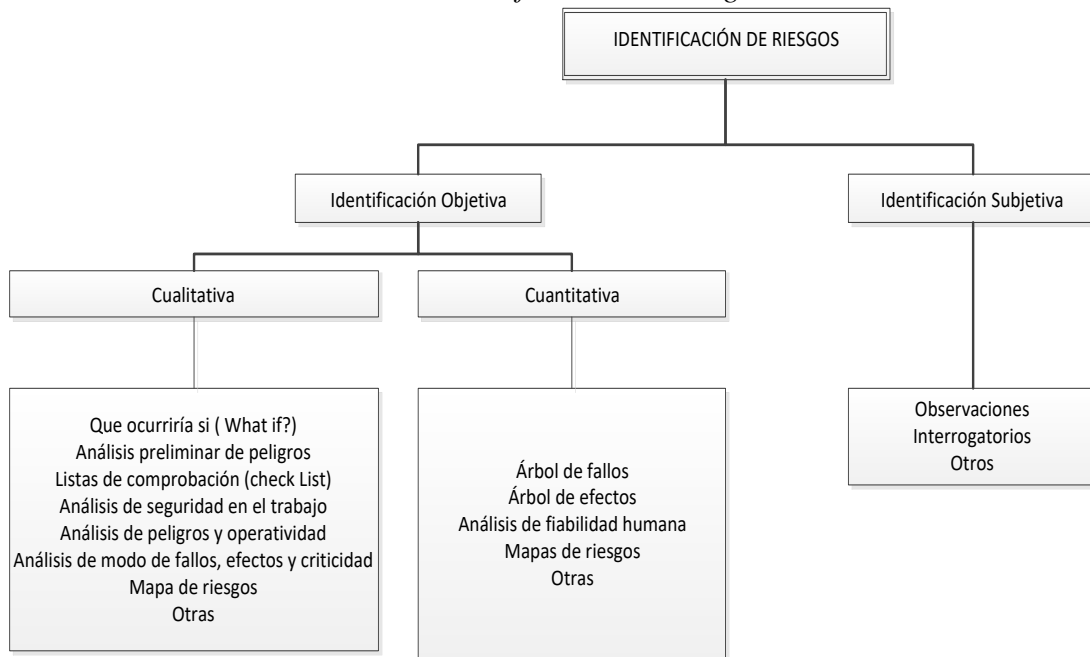 IDENTIFICACIÓN DE RIESGOS
Identificación Objetiva
Identificación Subjetiva
Cualitativa
Cuantitativa
Que ocurriría si ( What if?)
Análisis preliminar de peligros
Listas de comprobación (check List)
Análisis de seguridad en el trabajo
Análisis de peligros y operatividad
Análisis de modo de fallos, efectos y criticidad
Mapa de riesgos
Otras
Árbol de fallos
Árbol de efectos
Análisis de fiabilidad humana
Mapas de riesgos
Otras
Observaciones
Interrogatorios
Otros